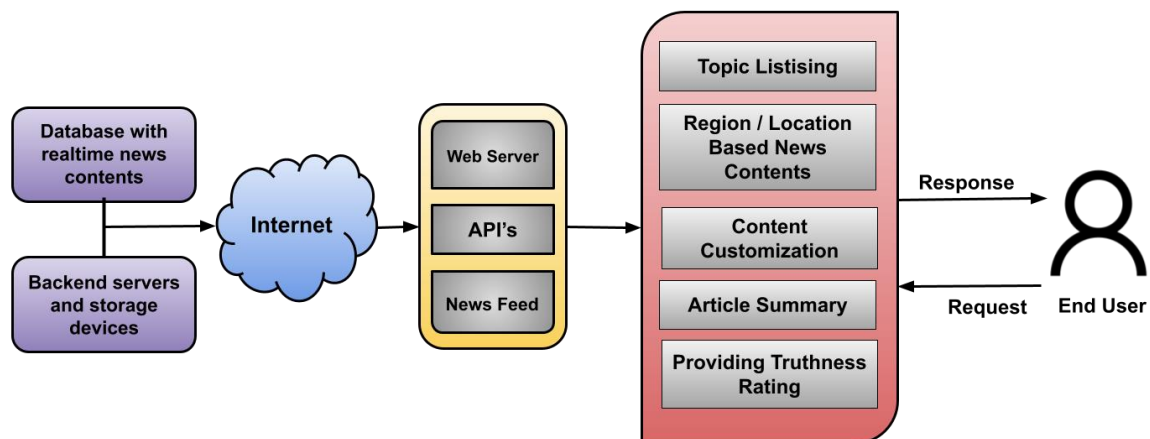 Database with
realtime news
contents
Backend servers
and storage
devices
Internet
Web Server
API's
News Feed
Topic Listising
Region / Location
Based News
Contents
Content
Customization
Article Summary
Providing Truthness
Rating
Response
Request
End User